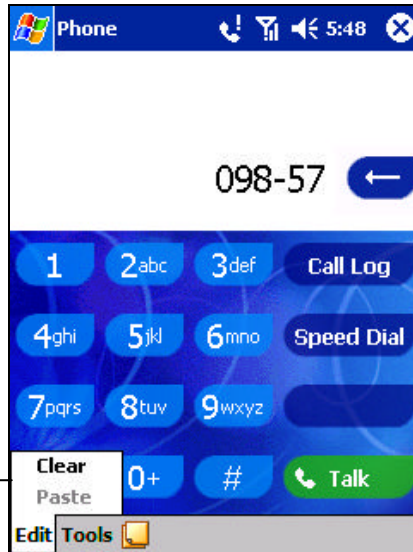 Phone 5:48
098-57
1 2abc 3def Call Log
4ghi 5jkl 6mno Speed Dial
7pqrs 8tuv 9wxyz
Clear
Paste
0+ # Talk
Edit Tools